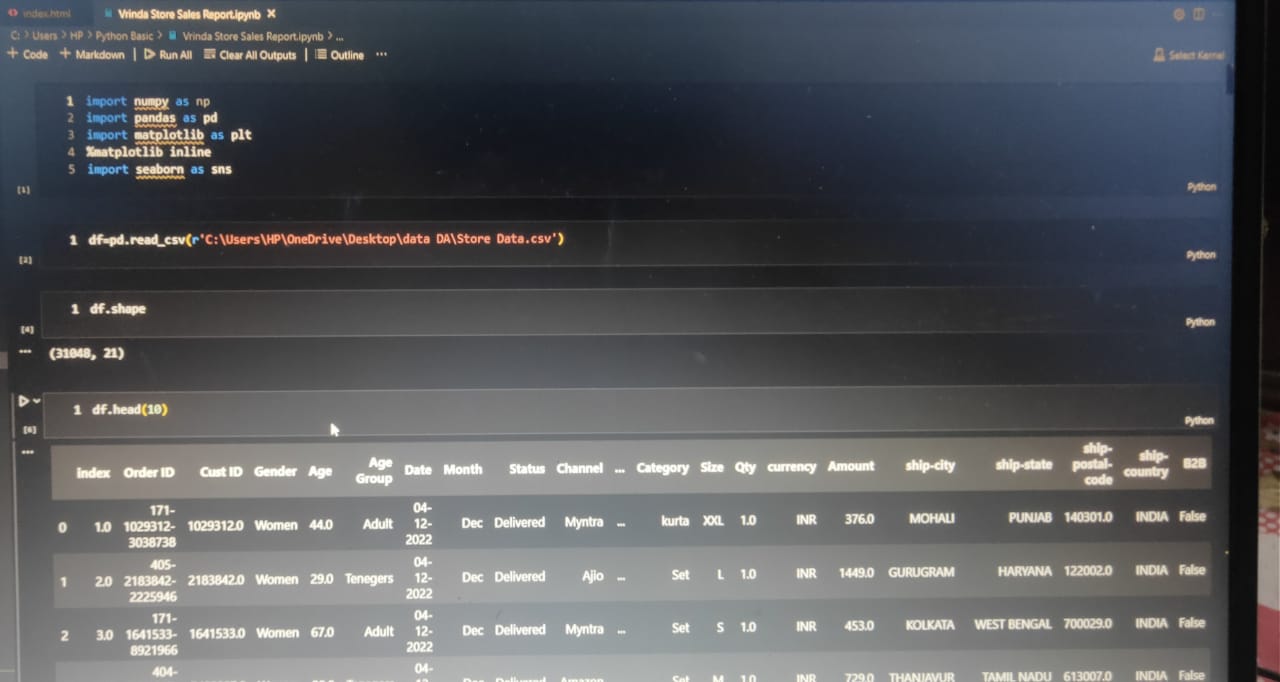 index.html
Vrinda Store Sales Report.ipynb
C: > Users > HP > Python Basic > Vrinda Store Sales Report.ipynb > ...
+ Code + Markdown | Run All Clear All Outputs | Outline ...
Select Kernel
1 import numpy as np
2 import pandas as pd
3 import matplotlib as plt
4 %matplotlib inline
5 import seaborn as sns
[1]
Python
1 df=pd.read_csv(r'C:\Users\HP\OneDrive\Desktop\data DA\Store Data.csv')
[2]
Python
1 df.shape
[4]
Python
(31048, 21)
1 df.head(10)
Python
index Order ID Cust ID Gender Age Age Group Date Month Status Channel ... Category Size Qty currency Amount ship-city ship-state ship-postal-code ship-country B2B
0 1.0 171-1029312-3038738 1029312.0 Women 44.0 Adult 04-12-2022 Dec Delivered Myntra ... kurta XXL 1.0 INR 376.0 MOHALI PUNJAB 140301.0 INDIA False
1 2.0 405-2183842-2225946 2183842.0 Women 29.0 Tenegers 04-12-2022 Dec Delivered Ajio ... Set L 1.0 INR 1449.0 GURUGRAM HARYANA 122002.0 INDIA False
2 3.0 171-1641533-8921966 1641533.0 Women 67.0 Adult 04-12-2022 Dec Delivered Myntra ... Set S 1.0 INR 453.0 KOLKATA WEST BENGAL 700029.0 INDIA False
404- 04- Delivered Amazon Set M 1.0 INR 729.0 THANJAVUR TAMIL NADU 613007.0 INDIA False